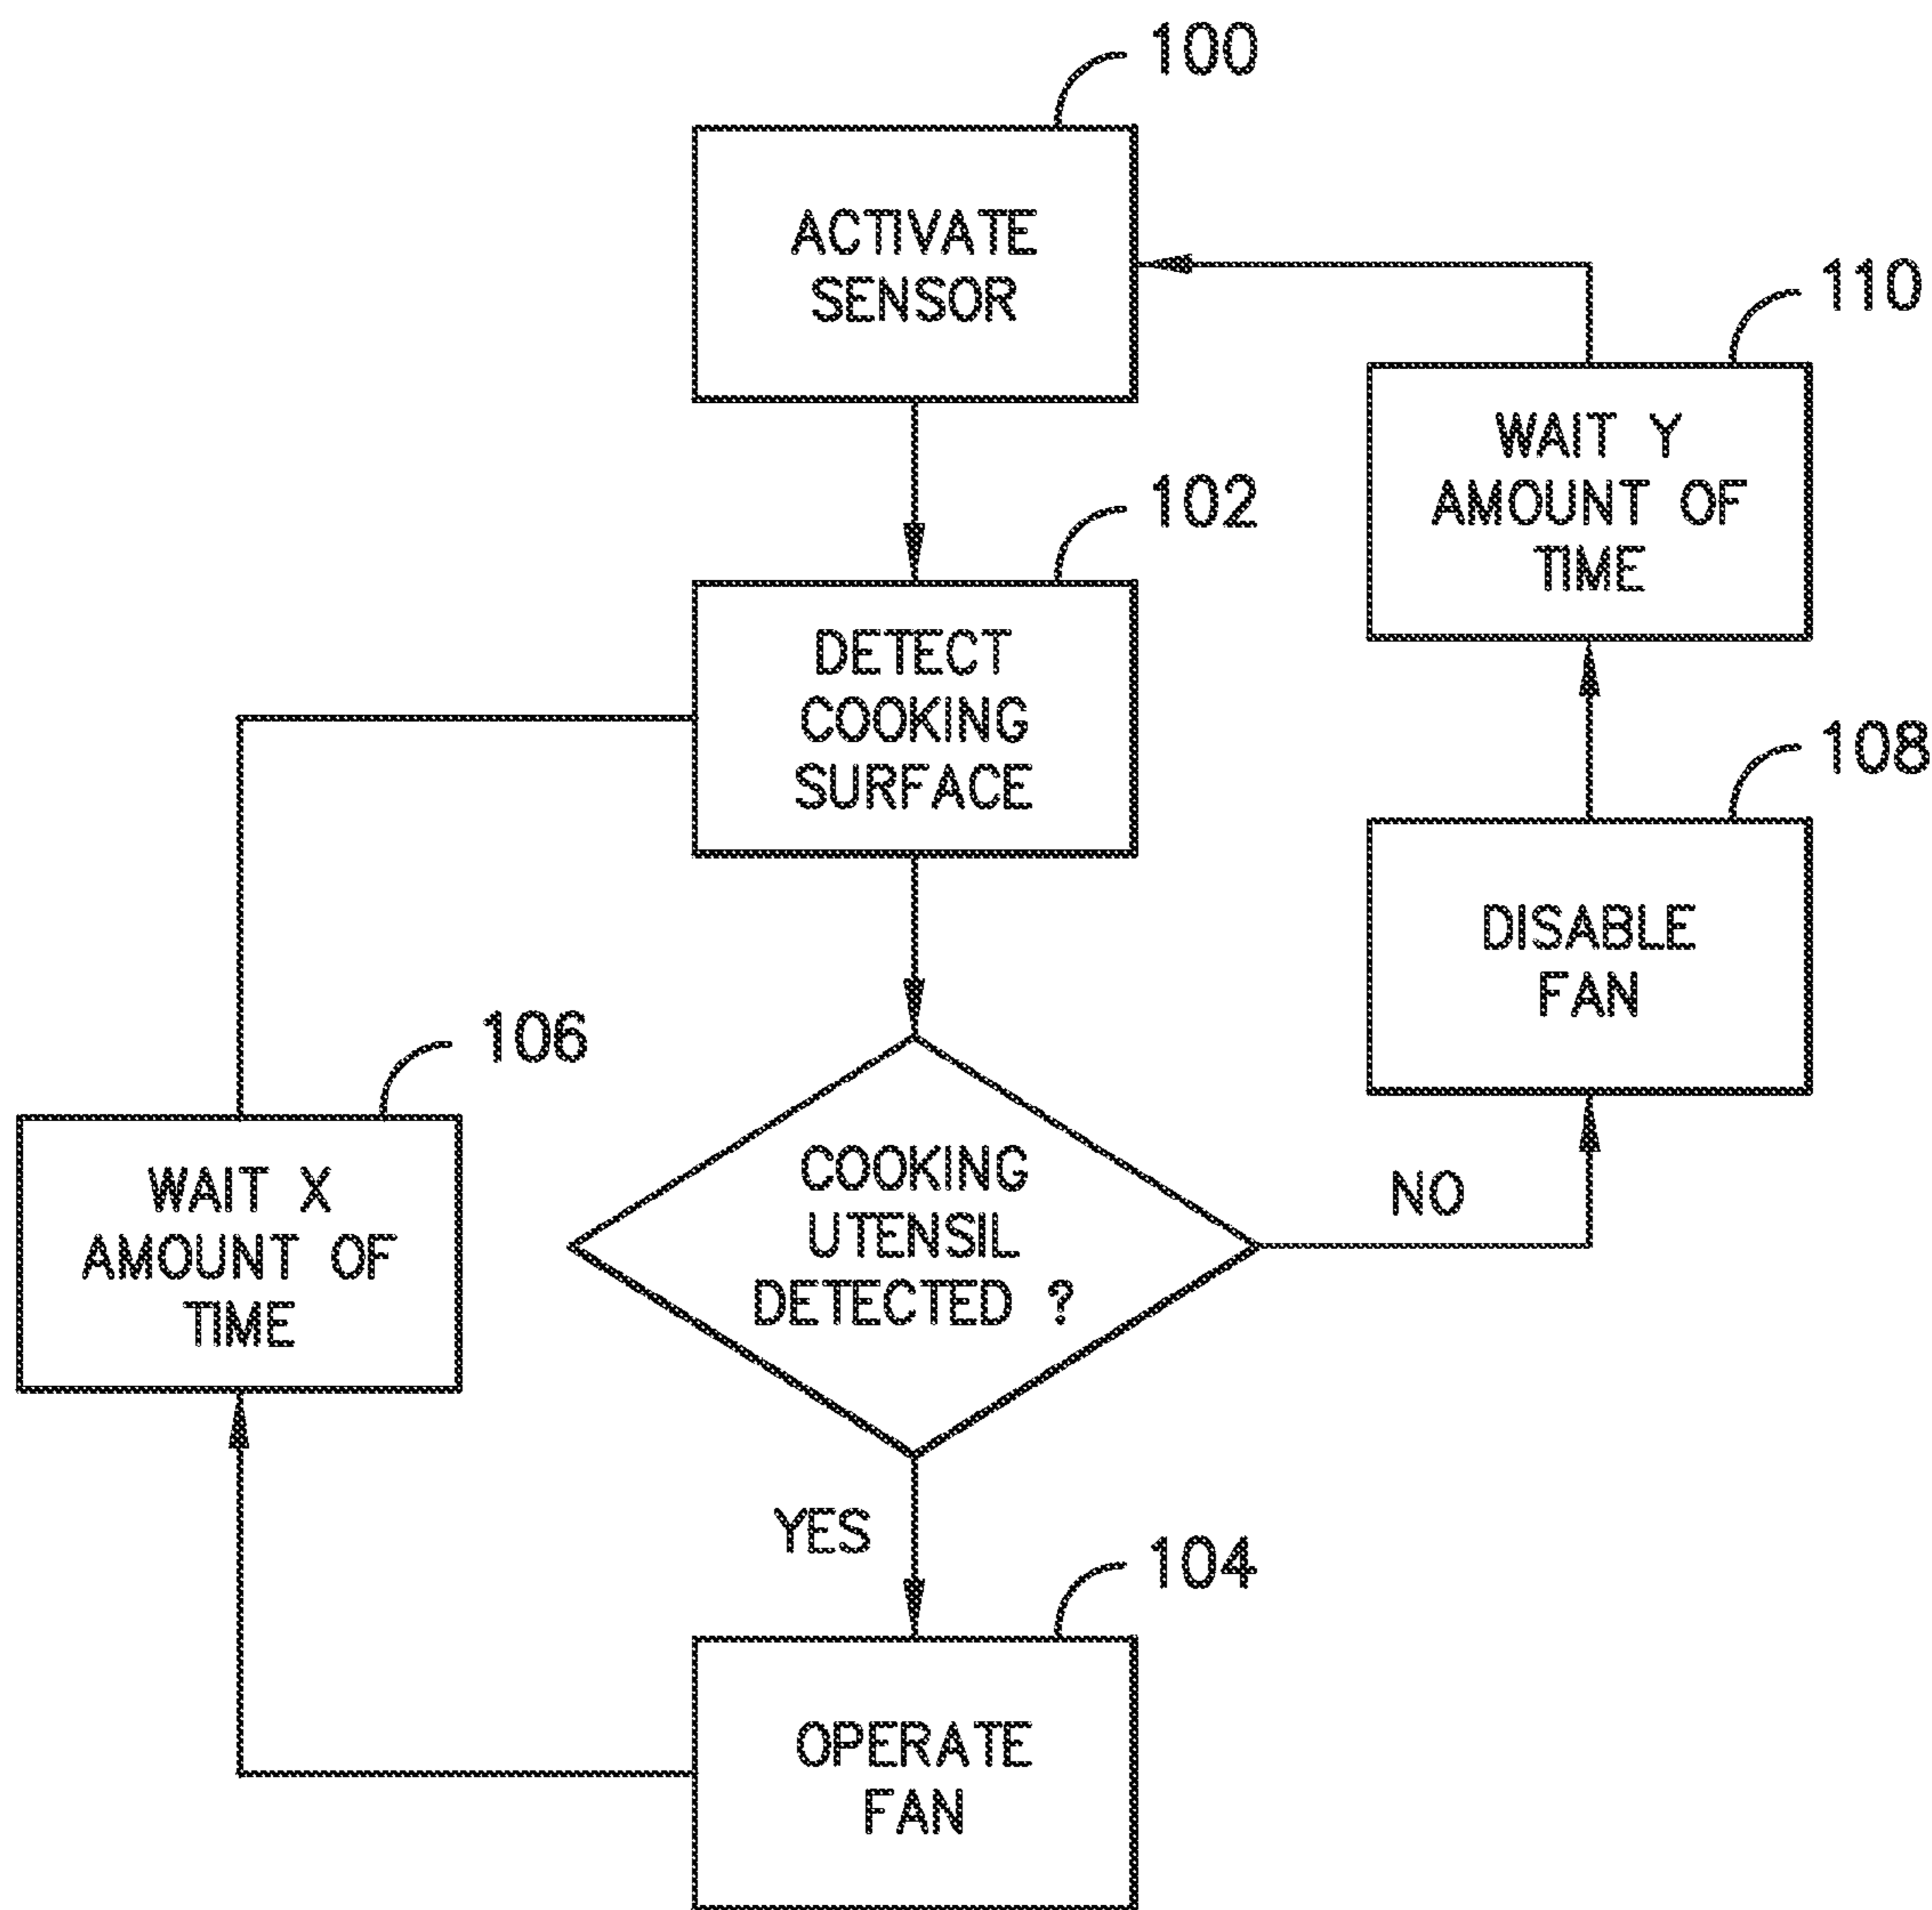 100
ACTIVATE
SENSOR
110
WAIT Y
AMOUNT OF
TIME
102
DETECT
COOKING
SURFACE
108
DISABLE
FAN
106
WAIT X
AMOUNT OF
TIME
COOKING
UTENSIL
DETECTED ?
NO
YES
104
OPERATE
FAN